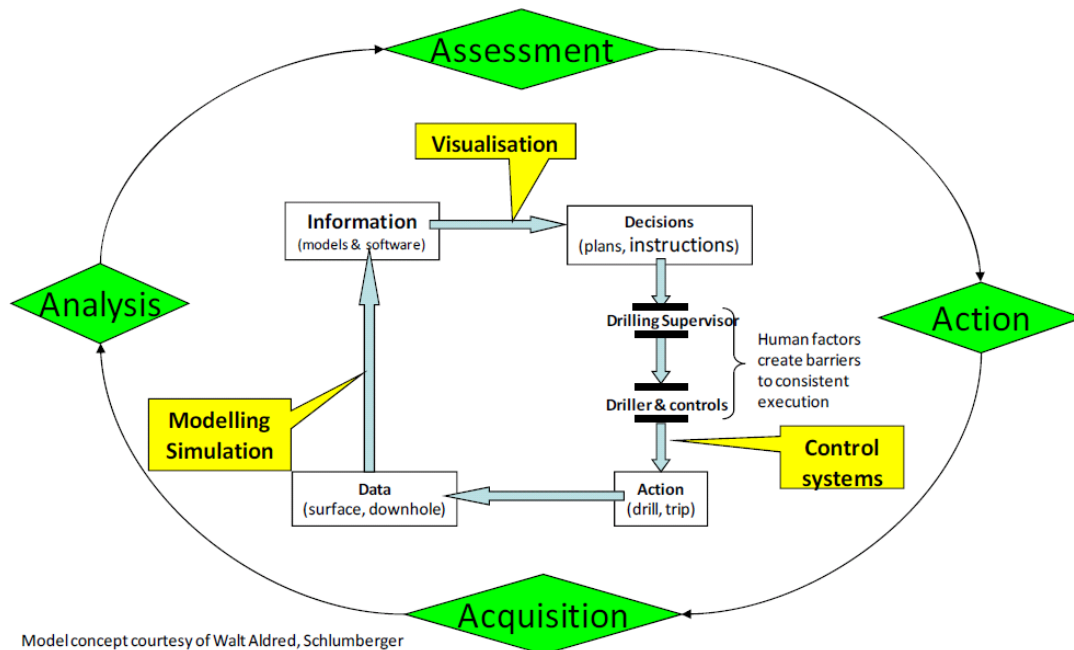 Assessment
Visualisation
Information
(models & software)
Decisions
(plans, instructions)
Analysis
Action
Drilling Supervisor
Human factors
create barriers
to consistent
execution
Driller & controls
Modelling
Simulation
Control
systems
Data
(surface, downhole)
Action
(drill, trip)
Acquisition
Model concept courtesy of Walt Aldred, Schlumberger